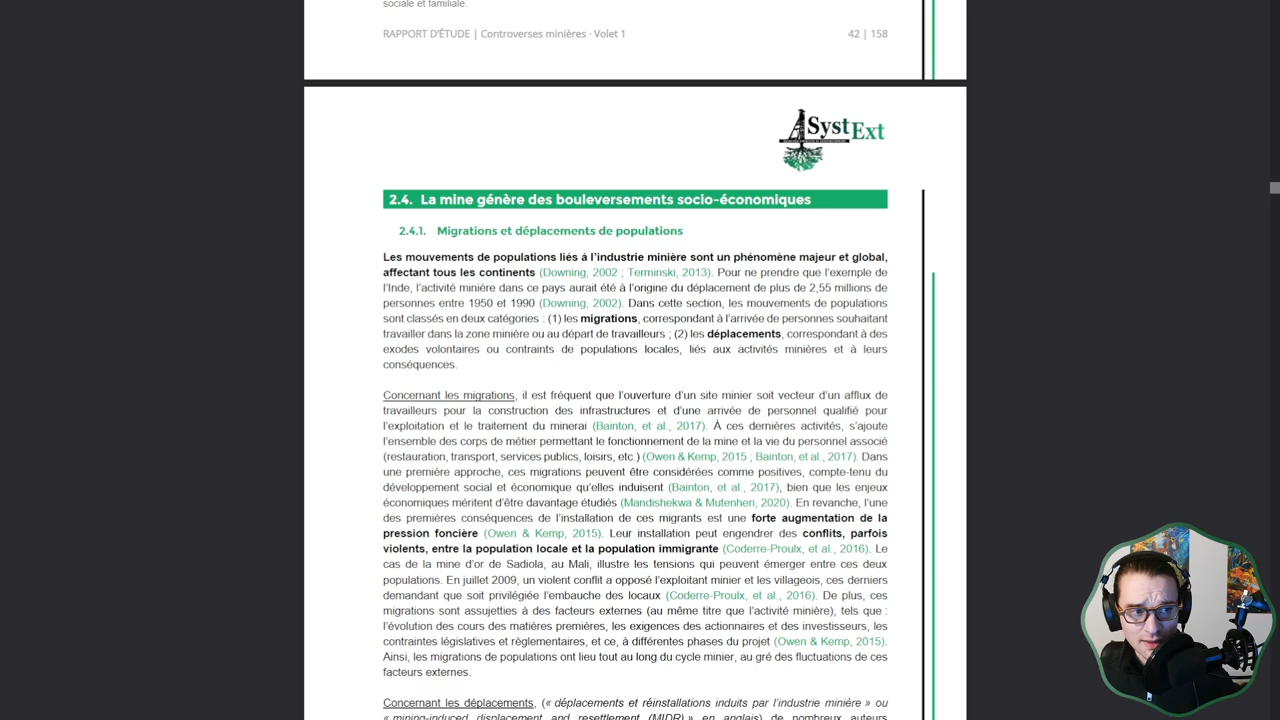 sociale et familiale.
RAPPORT D'ÉTUDE | Controverses minières · Volet 1 42 | 158
SystExt
2.4. La mine génère des bouleversements socio-économiques
2.4.1. Migrations et déplacements de populations
Les mouvements de populations liés à l'industrie minière sont un phénomène majeur et global,
affectant tous les continents (Downing, 2002 ; Terminski, 2013). Pour ne prendre que l'exemple de
l'Inde, l'activité minière dans ce pays aurait été à l'origine du déplacement de plus de 2,55 millions de
personnes entre 1950 et 1990 (Downing, 2002). Dans cette section, les mouvements de populations
sont classés en deux catégories : (1) les migrations, correspondant à l'arrivée de personnes souhaitant
travailler dans la zone minière ou au départ de travailleurs ; (2) les déplacements, correspondant à des
exodes volontaires ou contraints de populations locales, liés aux activités minières et à leurs
conséquences.
Concernant les migrations, il est fréquent que l'ouverture d'un site minier soit vecteur d'un afflux de
travailleurs pour la construction des infrastructures et d'une arrivée de personnel qualifié pour
l'exploitation et le traitement du minerai (Bainton, et al., 2017). À ces dernières activités, s'ajoute
l'ensemble des corps de métier permettant le fonctionnement de la mine et la vie du personnel associé
(restauration, transport, services publics, loisirs, etc.) (Owen & Kemp, 2015 ; Bainton, et al., 2017). Dans
une première approche, ces migrations peuvent être considérées comme positives, compte-tenu du
développement social et économique qu'elles induisent (Bainton, et al., 2017), bien que les enjeux
économiques méritent d'être davantage étudiés (Mandishekwa & Mutenheri, 2020). En revanche, l'une
des premières conséquences de l'installation de ces migrants est une forte augmentation de la
pression foncière (Owen & Kemp, 2015). Leur installation peut engendrer des conflits, parfois
violents, entre la population locale et la population immigrante (Coderre-Proulx, et al., 2016). Le
cas de la mine d'or de Sadiola, au Mali, illustre les tensions qui peuvent émerger entre ces deux
populations. En juillet 2009, un violent conflit a opposé l'exploitant minier et les villageois, ces derniers
demandant que soit privilégiée l'embauche des locaux (Coderre-Proulx, et al., 2016). De plus, ces
migrations sont assujetties à des facteurs externes (au même titre que l'activité minière), tels que :
l'évolution des cours des matières premières, les exigences des actionnaires et des investisseurs, les
contraintes législatives et règlementaires, et ce, à différentes phases du projet (Owen & Kemp, 2015).
Ainsi, les migrations de populations ont lieu tout au long du cycle minier, au gré des fluctuations de ces
facteurs externes.
Concernant les déplacements, (« déplacements et réinstallations induits par l'industrie minière » ou
« mining-induced displacement and resettlement (MIDR) » en anglais) de nombreux auteurs